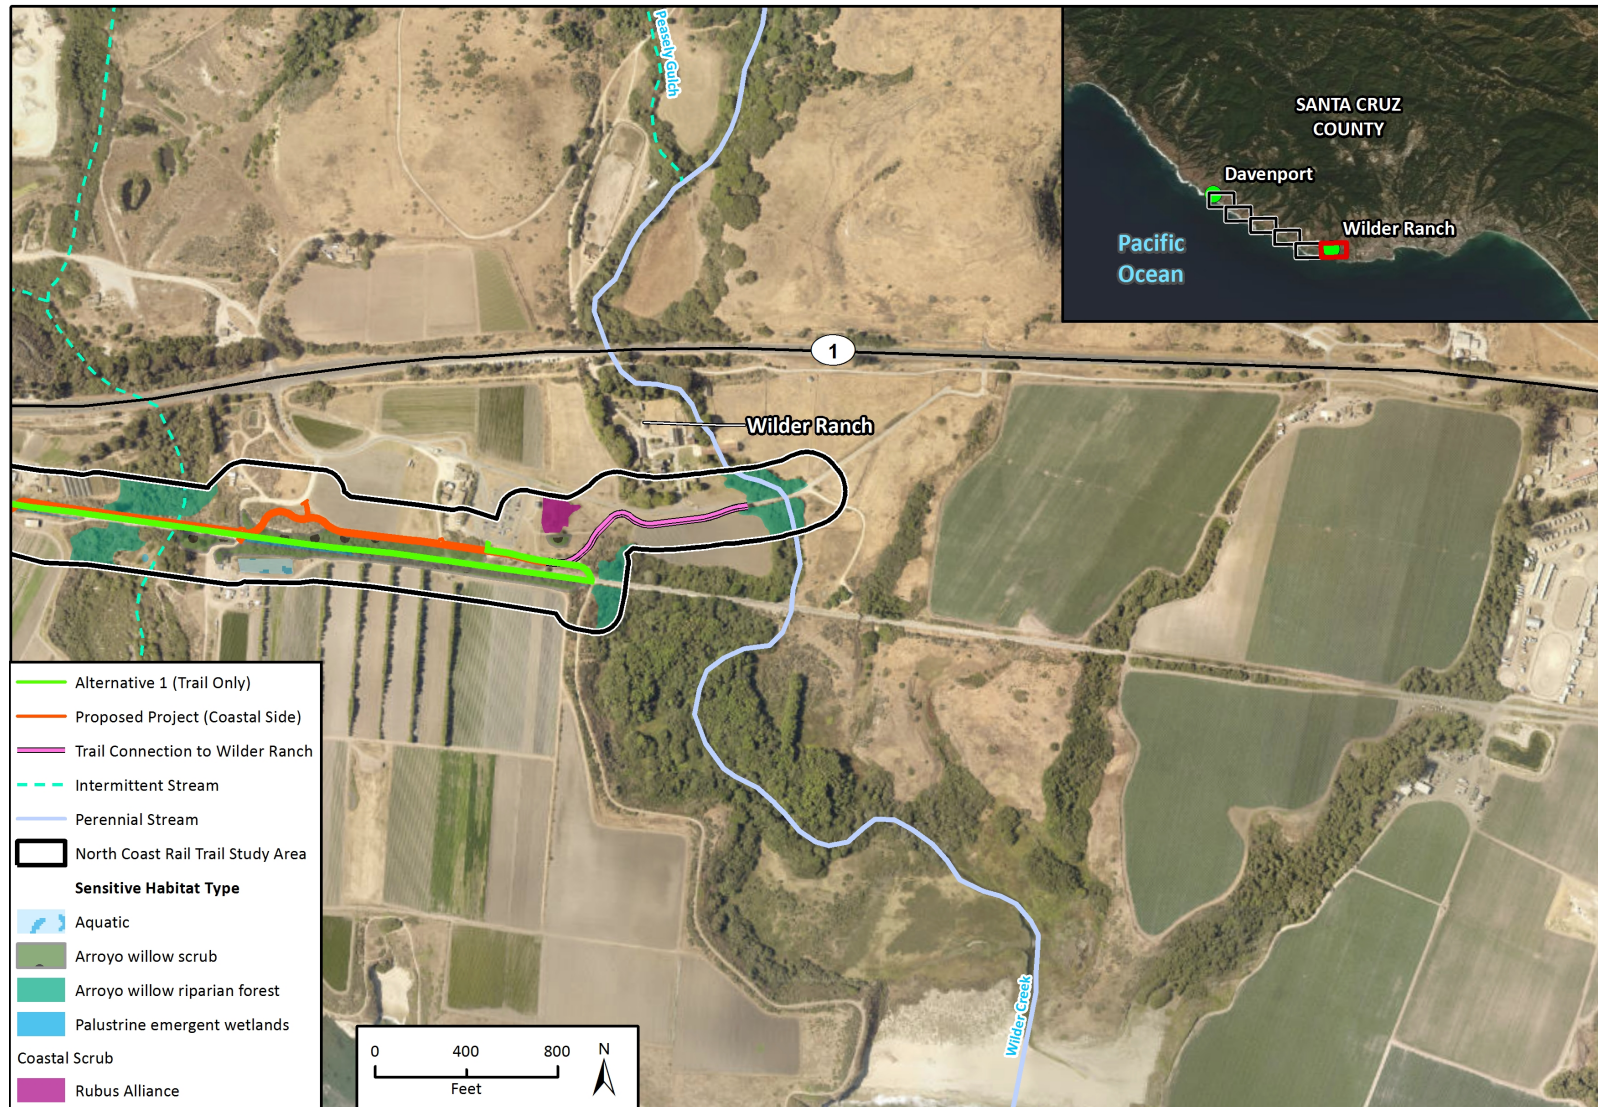 Peasely Gulch
SANTA CRUZ
COUNTY
Davenport
Wilder Ranch
Pacific
Ocean
1
Wilder Ranch
Alternative 1 (Trail Only)
Proposed Project (Coastal Side)
Trail Connection to Wilder Ranch
Intermittent Stream
Perennial Stream
North Coast Rail Trail Study Area
Sensitive Habitat Type
Aquatic
Arroyo willow scrub
Arroyo willow riparian forest
Palustrine emergent wetlands
Coastal Scrub
Rubus Alliance
0 400 800
Feet
N
Wilder Creek